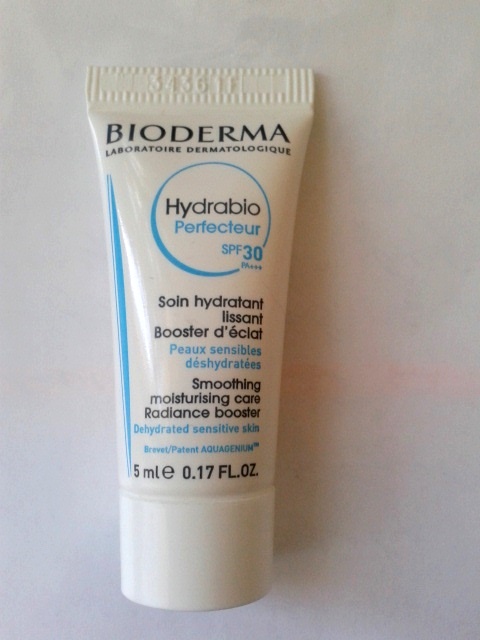 BIODERMA
LABORATOIRE DERMATOLOGIQUE
Hydrabio
Perfecteur
SPF30
PA+++
Soin hydratant
lissant
Booster d'éclat
Peaux sensibles
déshydratées
Smoothing
moisturising care
Radiance booster
Dehydrated sensitive skin
Brevet/Patent AQUAGENIUM™
5 ml e 0.17 FL.OZ.